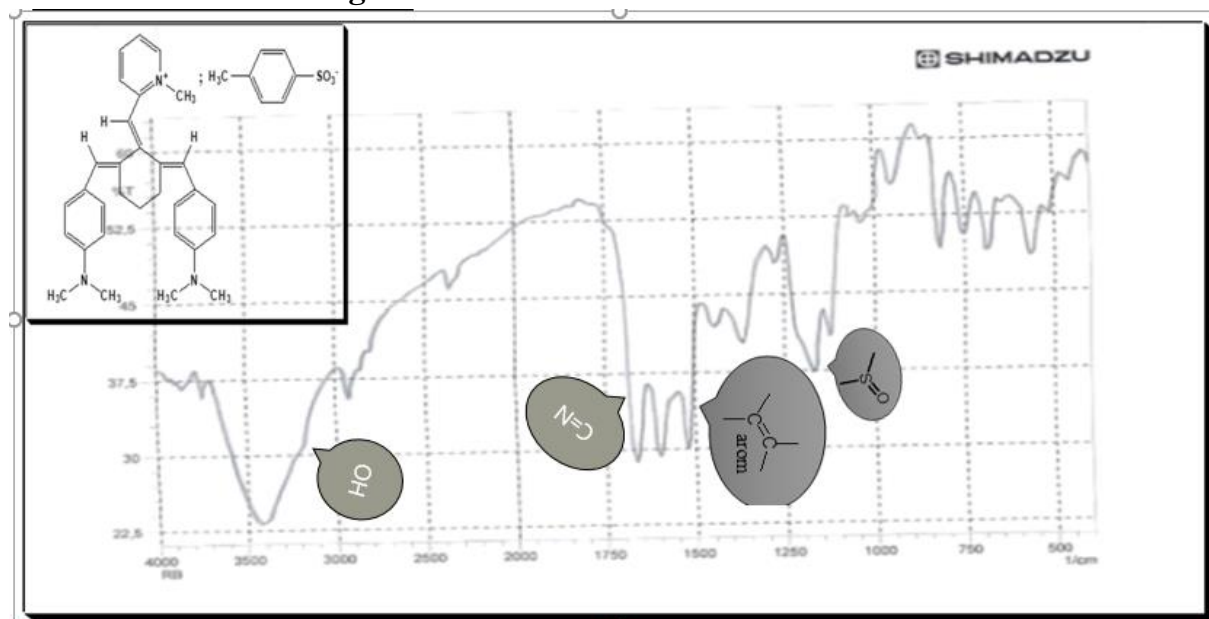 SHIMADZU
N⁺
CH₃
; H₃C
SO₃⁻
H
H
H
%T
52,5
45
37,5
30
22,5
N
H₃C
CH₃
N
H₃C
CH₃
OH
C=N
C=C
arom
S=O
4000
3500
3000
2500
2000
1750
1500
1250
1000
750
500
1/cm
RB